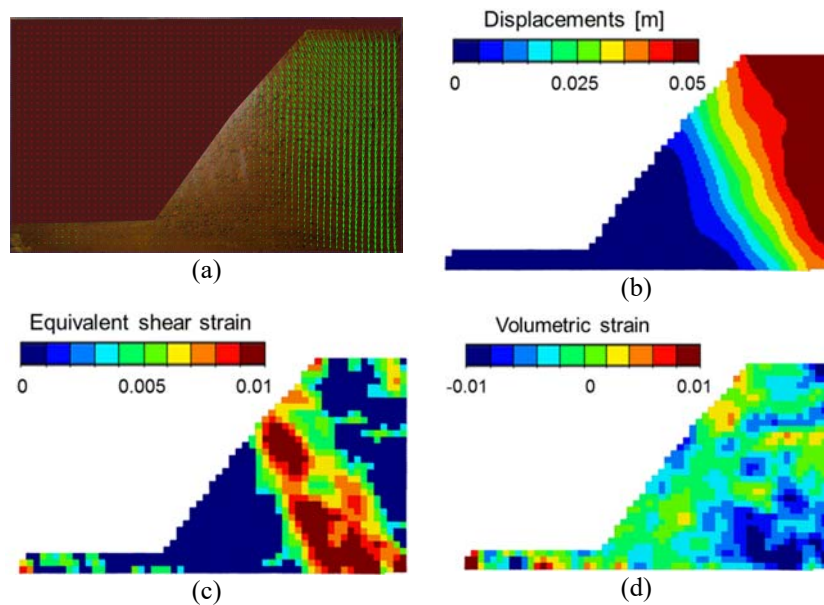 Displacements [m]
0 0.025 0.05
(a)
(b)
Equivalent shear strain
0 0.005 0.01
Volumetric strain
-0.01 0 0.01
(c)
(d)